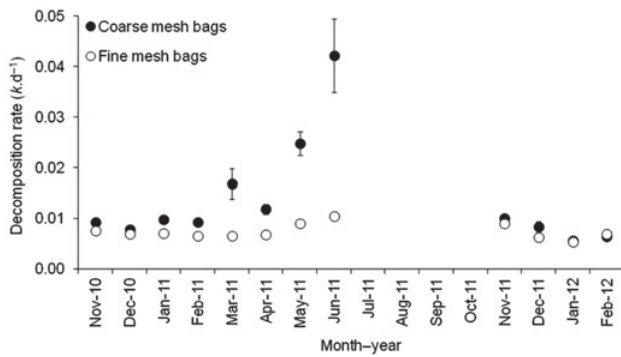 0.05
● Coarse mesh bags
0.04
○ Fine mesh bags
0.03
0.02
0.01
0.00
Decomposition rate (k.d⁻¹)
Nov-10
Dec-10
Jan-11
Feb-11
Mar-11
Apr-11
May-11
Jun-11
Jul-11
Aug-11
Sep-11
Oct-11
Nov-11
Dec-11
Jan-12
Feb-12
Month–year